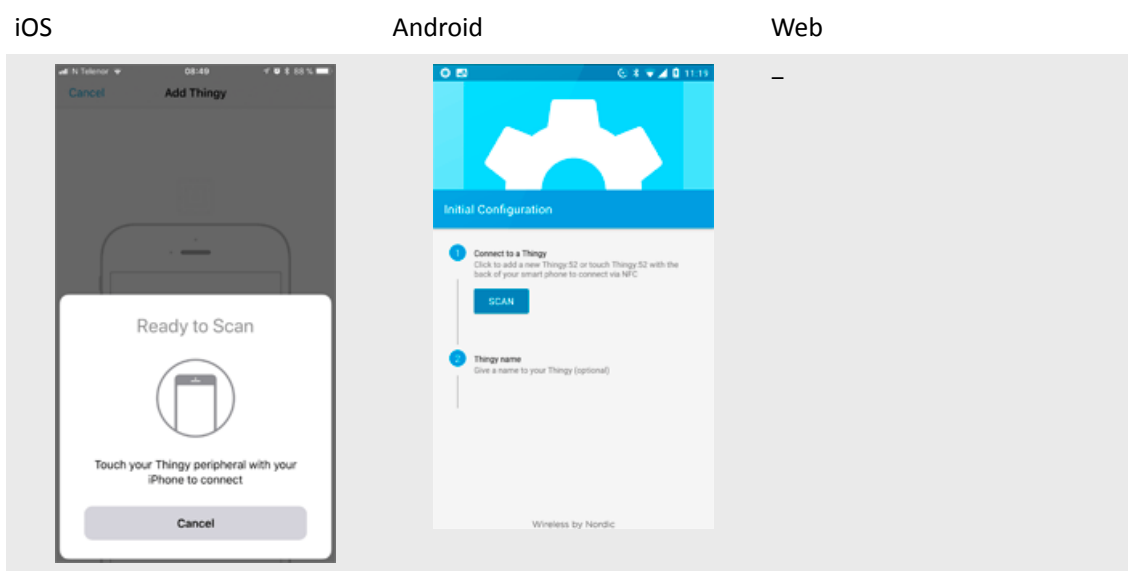 iOS
Android
Web
N Telenor
08:49
88 %
Cancel
Add Thingy
Ready to Scan
Touch your Thingy peripheral with your
iPhone to connect
Cancel
11:19
Initial Configuration
1
Connect to a Thingy
Click to add a new Thingy:52 or touch Thingy:52 with the
back of your smart phone to connect via NFC
SCAN
2
Thingy name
Give a name to your Thingy (optional)
Wireless by Nordic
–